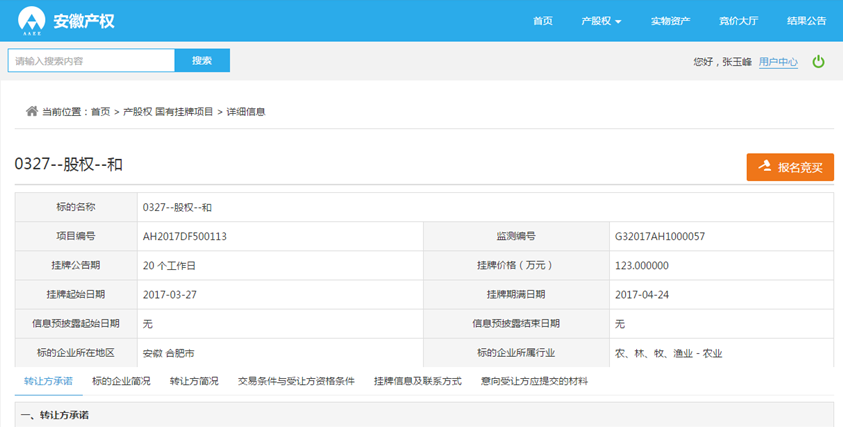 安徽产权
AAEE
首页 产股权 实物资产 竞价大厅 结果公告
请输入搜索内容 搜索 您好，张玉峰 用户中心
当前位置：首页 > 产股权 国有挂牌项目 > 详细信息
0327--股权--和
报名竞买
标的名称 0327--股权--和
项目编号 AH2017DF500113 监测编号 G32017AH1000057
挂牌公告期 20 个工作日 挂牌价格（万元） 123.000000
挂牌起始日期 2017-03-27 挂牌期满日期 2017-04-24
信息预披露起始日期 无 信息预披露结束日期 无
标的企业所在地区 安徽 合肥市 标的企业所属行业 农、林、牧、渔业 - 农业
转让方承诺 标的企业简况 转让方简况 交易条件与受让方资格条件 挂牌信息及联系方式 意向受让方应提交的材料
一、转让方承诺